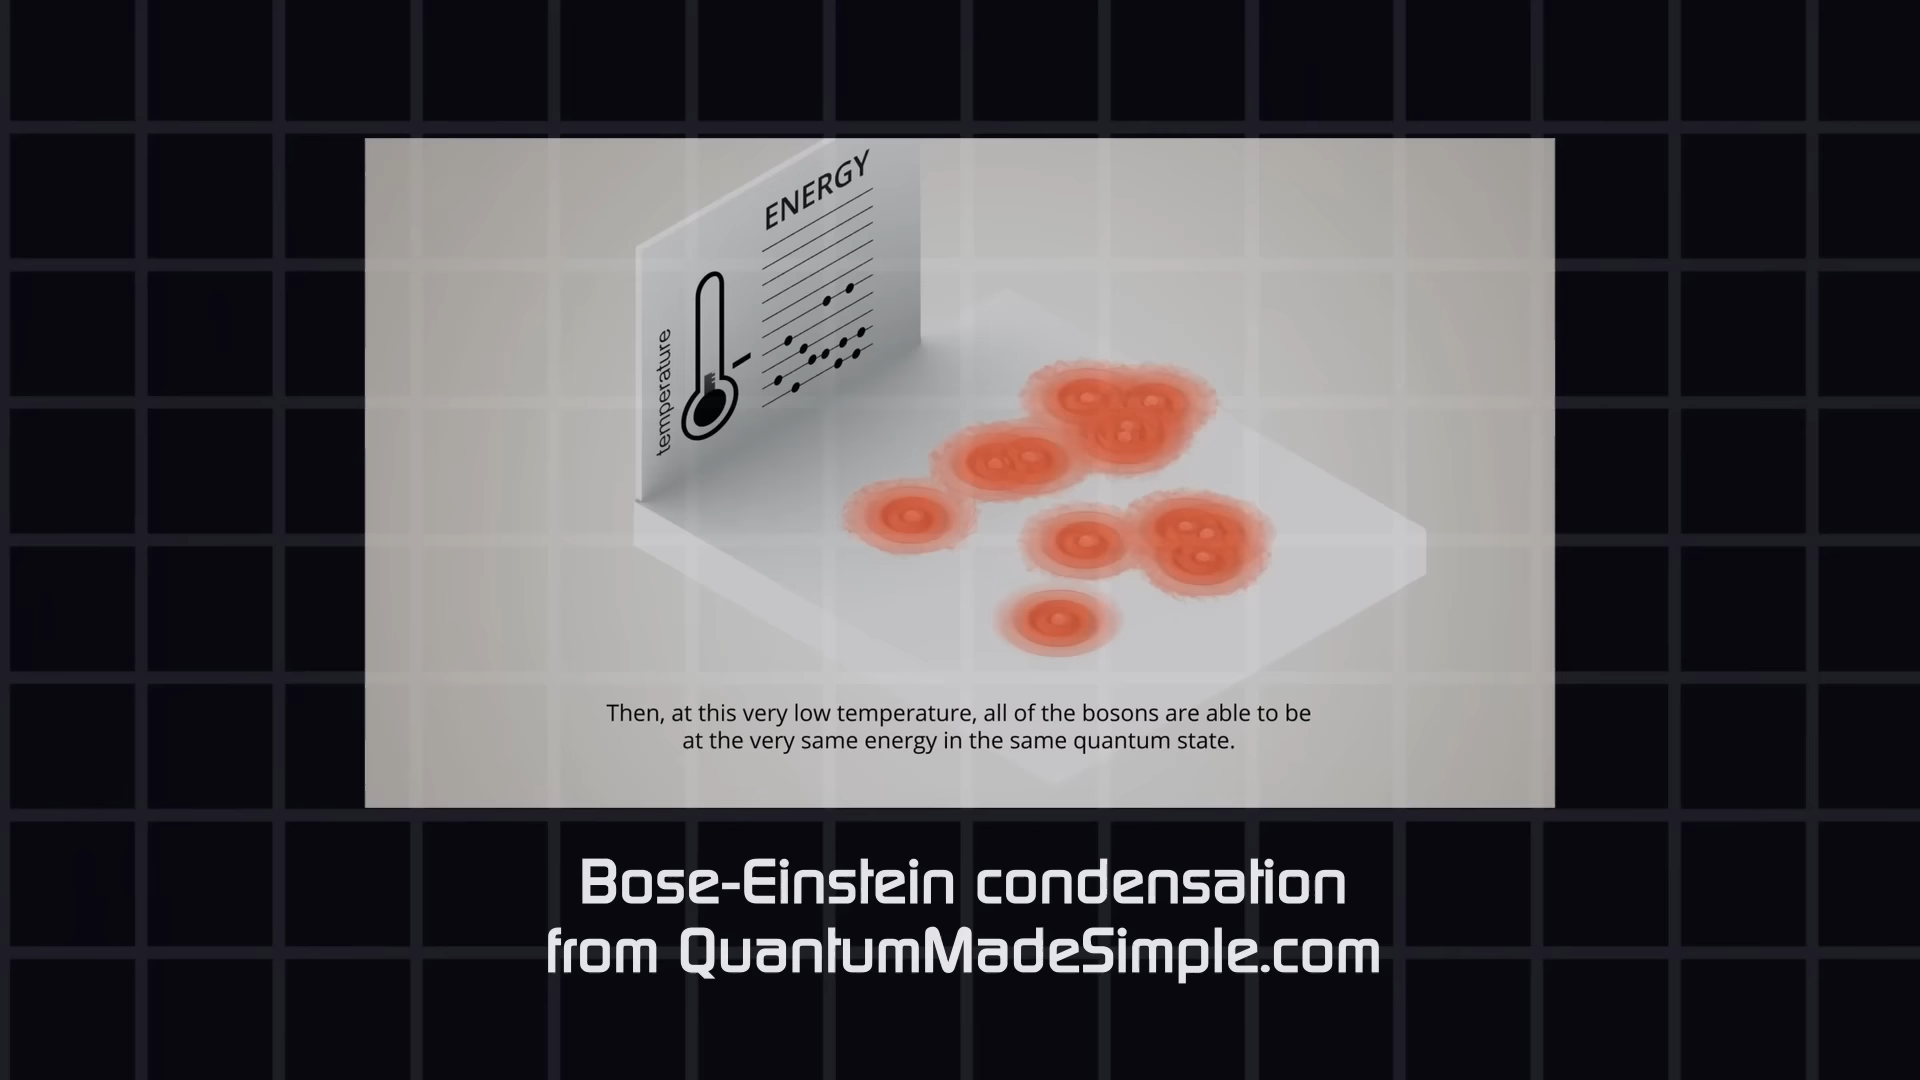 ENERGY
temperature
Then, at this very low temperature, all of the bosons are able to be
at the very same energy in the same quantum state.
Bose-Einstein condensation
from QuantumMadeSimple.com